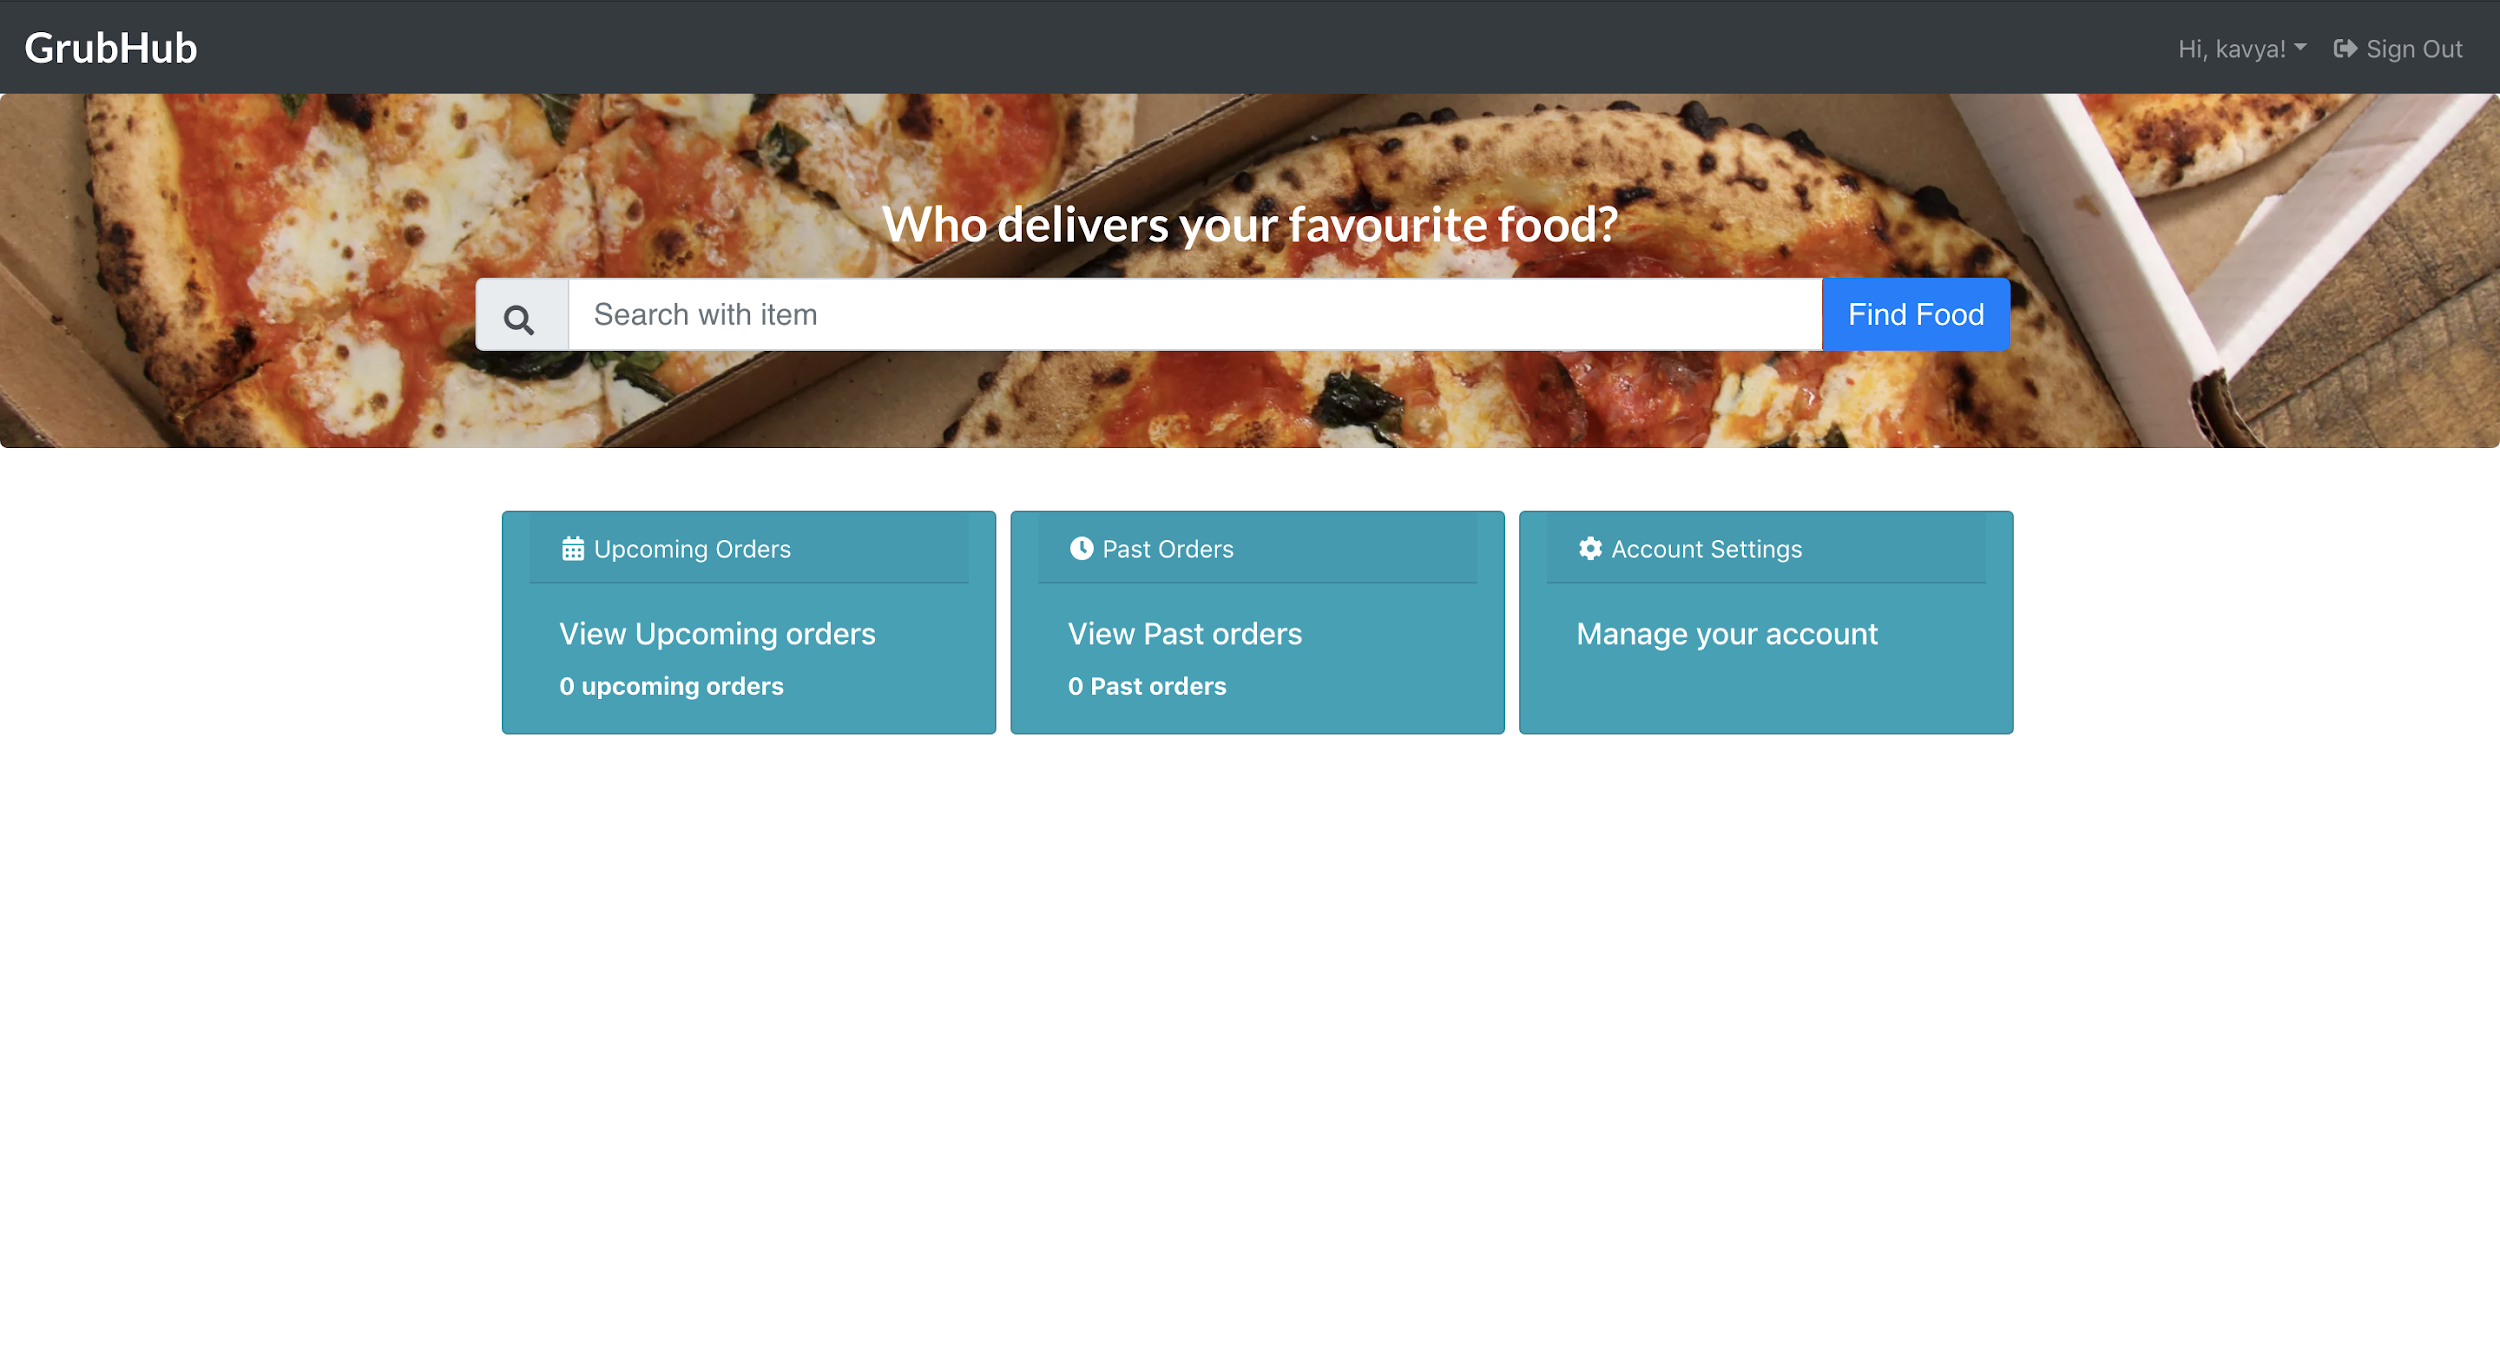 GrubHub
Hi, kavya!
Sign Out
Who delivers your favourite food?
Search with item
Find Food
Upcoming Orders
View Upcoming orders
0 upcoming orders
Past Orders
View Past orders
0 Past orders
Account Settings
Manage your account